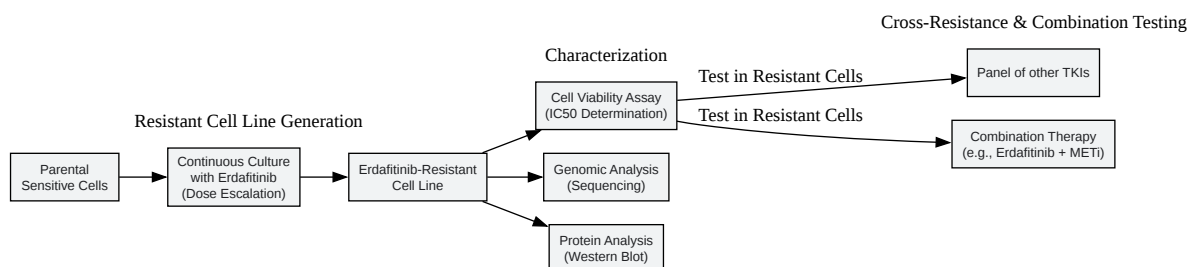 Cross-Resistance & Combination Testing
Characterization
Test in Resistant Cells
Panel of other TKIs
Cell Viability Assay
(IC50 Determination)
Resistant Cell Line Generation
Test in Resistant Cells
Combination Therapy
(e.g., Erdafitinib + METi)
Parental
Sensitive Cells
Continuous Culture
with Erdafitinib
(Dose Escalation)
Erdafitinib-Resistant
Cell Line
Genomic Analysis
(Sequencing)
Protein Analysis
(Western Blot)